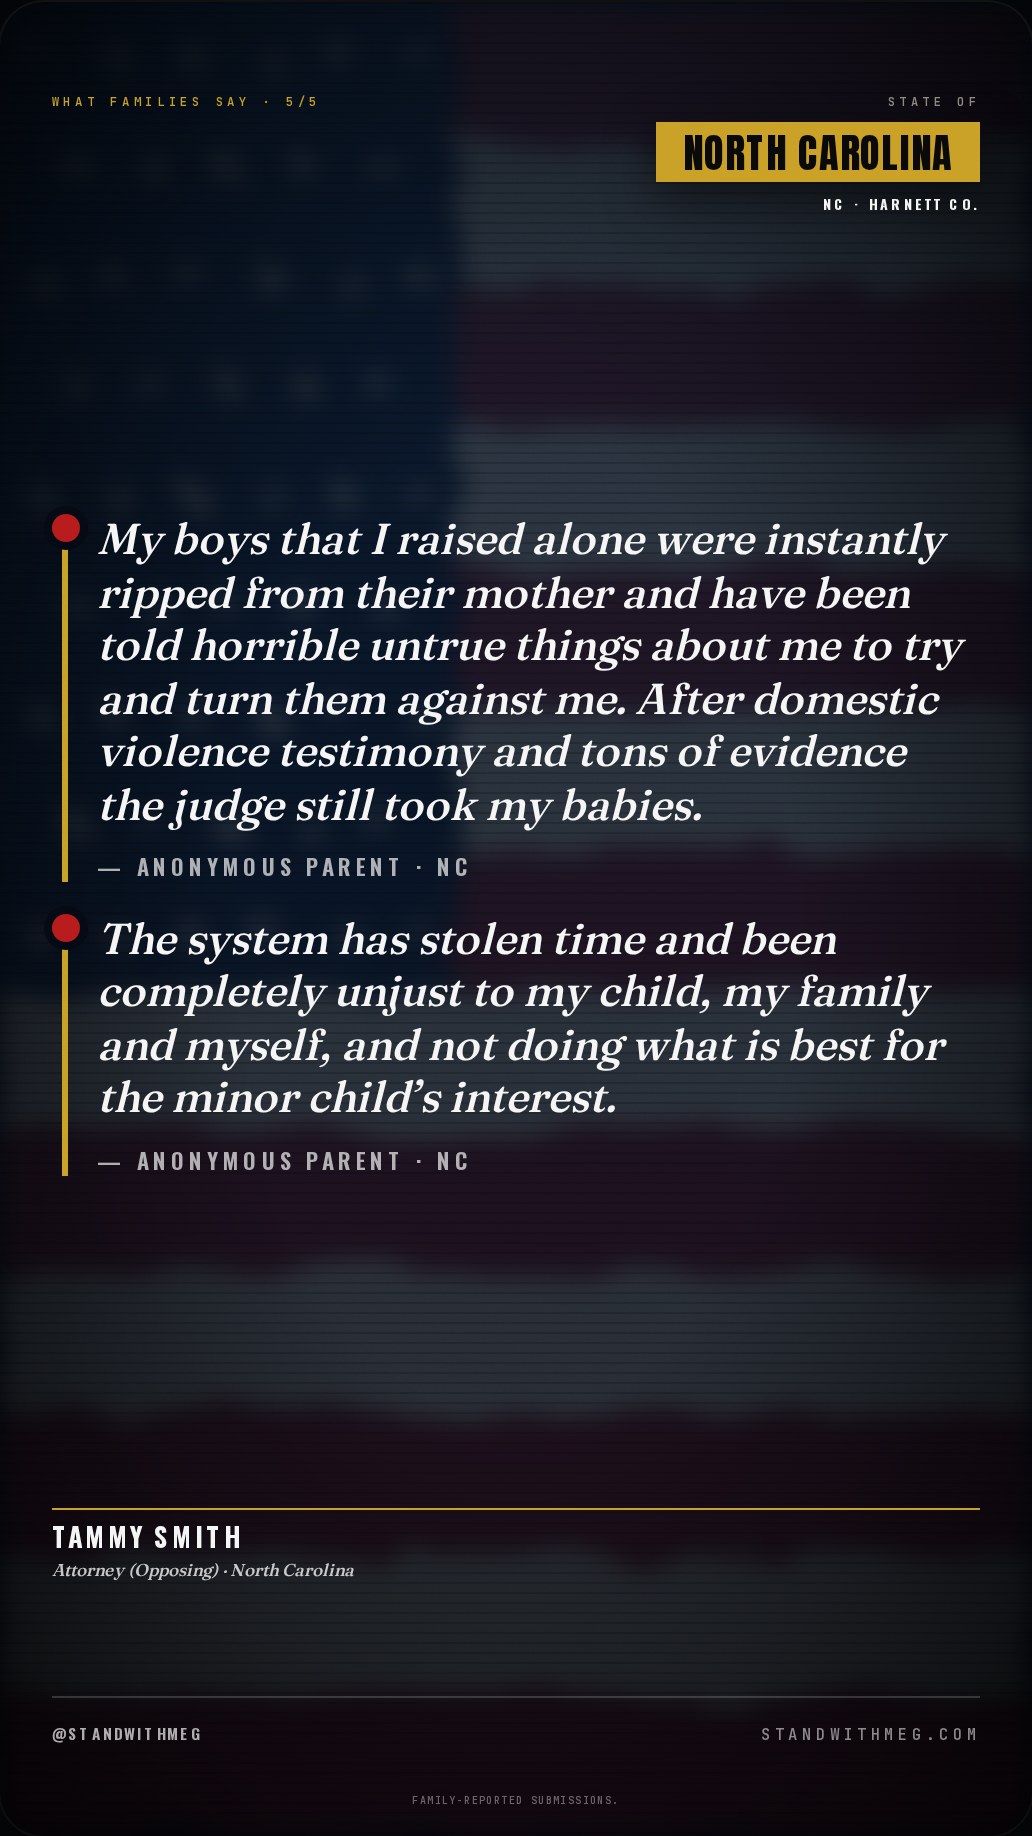 WHAT FAMILIES SAY · 5/5
STATE OF
NORTH CAROLINA
NC · HARNETT CO.
My boys that I raised alone were instantly
ripped from their mother and have been
told horrible untrue things about me to try
and turn them against me. After domestic
violence testimony and tons of evidence
the judge still took my babies.
— ANONYMOUS PARENT · NC
The system has stolen time and been
completely unjust to my child, my family
and myself, and not doing what is best for
the minor child’s interest.
— ANONYMOUS PARENT · NC
TAMMY SMITH
Attorney (Opposing) · North Carolina
@STANDWITHMEG
STANDWITHMEG.COM
FAMILY-REPORTED SUBMISSIONS.